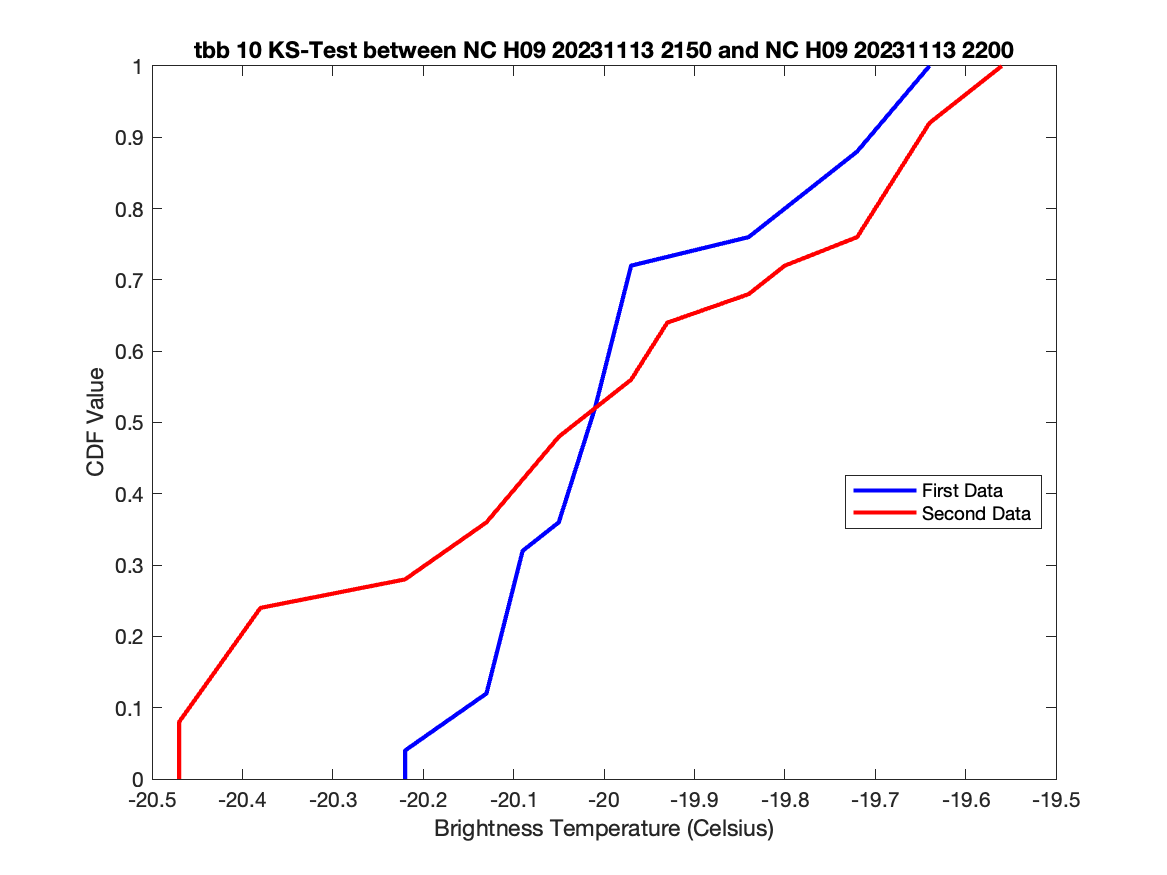 tbb 10 KS-Test between NC H09 20231113 2150 and NC H09 20231113 2200
1
0.9
0.8
0.7
0.6
0.5
0.4
0.3
0.2
0.1
0
CDF Value
First Data
Second Data
-20.5 -20.4 -20.3 -20.2 -20.1 -20 -19.9 -19.8 -19.7 -19.6 -19.5
Brightness Temperature (Celsius)